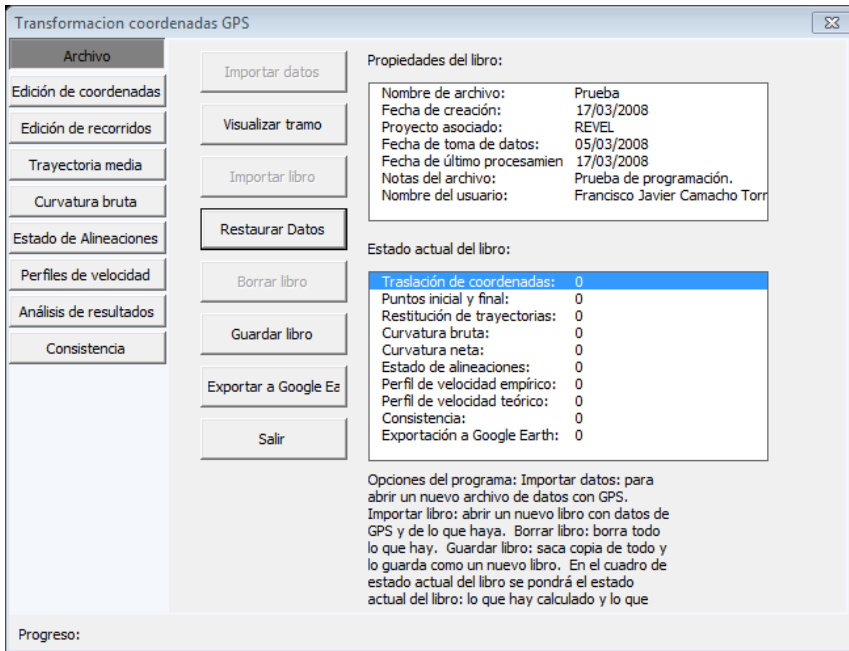 Transformacion coordenadas GPS
Archivo
Edición de coordenadas
Edición de recorridos
Trayectoria media
Curvatura bruta
Estado de Alineaciones
Perfiles de velocidad
Análisis de resultados
Consistencia
Importar datos
Visualizar tramo
Importar libro
Restaurar Datos
Borrar libro
Guardar libro
Exportar a Google Ea
Salir
Propiedades del libro:
Nombre de archivo: Prueba
Fecha de creación: 17/03/2008
Proyecto asociado: REVEL
Fecha de toma de datos: 05/03/2008
Fecha de último procesamien 17/03/2008
Notas del archivo: Prueba de programación.
Nombre del usuario: Francisco Javier Camacho Torr
Estado actual del libro:
Traslación de coordenadas: 0
Puntos inicial y final: 0
Restitución de trayectorias: 0
Curvatura bruta: 0
Curvatura neta: 0
Estado de alineaciones: 0
Perfil de velocidad empírico: 0
Perfil de velocidad teórico: 0
Consistencia: 0
Exportación a Google Earth: 0
Opciones del programa: Importar datos: para
abrir un nuevo archivo de datos con GPS.
Importar libro: abrir un nuevo libro con datos de
GPS y de lo que haya. Borrar libro: borra todo
lo que hay. Guardar libro: saca copia de todo y
lo guarda como un nuevo libro. En el cuadro de
estado actual del libro se pondrá el estado
actual del libro: lo que hay calculado y lo que
Progreso: